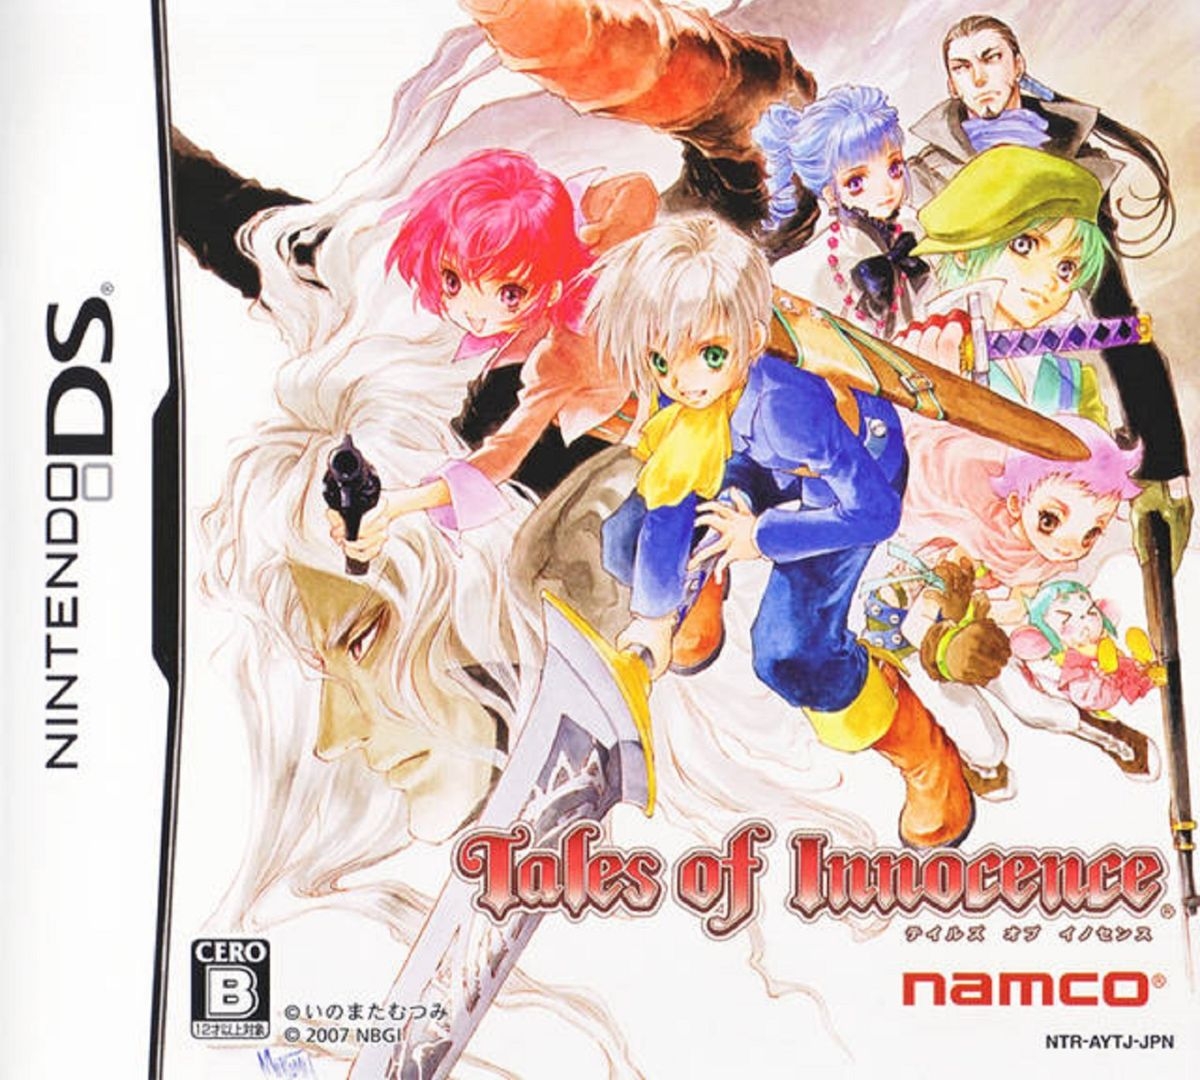 NINTENDO DS®
Tales of Innocence®
テイルズ オブ イノセンス
namco®
CERO
B
12才以上対象
©いのまたむつみ
© 2007 NBGI
NTR-AYTJ-JPN